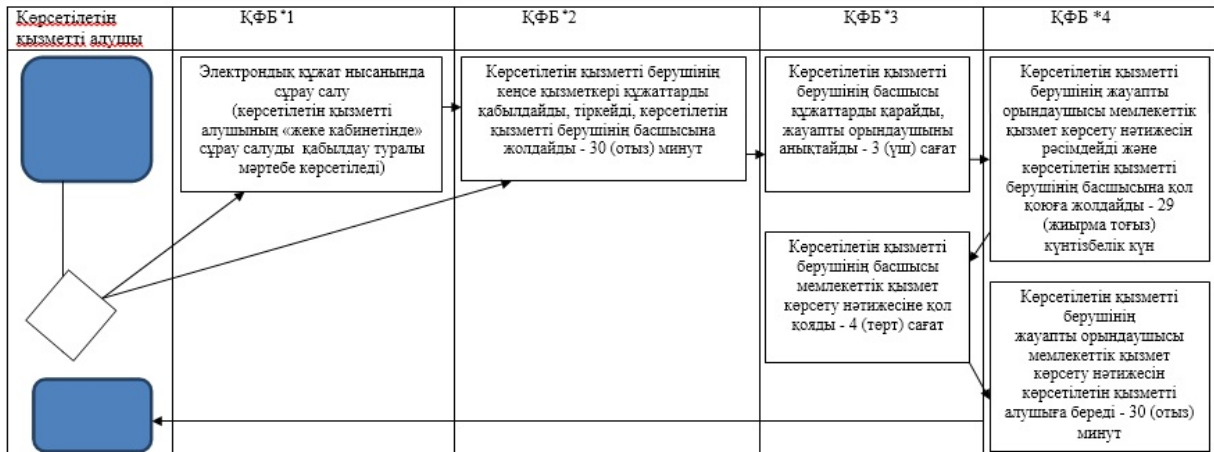 Көрсетілетін
қызметті алушы
ҚФБ *1
ҚФБ *2
ҚФБ *3
ҚФБ *4
Электрондық құжат нысанында
сұрау салу
(көрсетілетін қызметті
алушының «жеке кабинетінде»
сұрау салуды қабылдау туралы
мәртебе көрсетіледі)
Көрсетілетін қызметті берушінің
кеңсе қызметкері құжаттарды
қабылдайды, тіркейді, көрсетілетін
қызметті берушінің басшысына
жолдайды - 30 (отыз) минут
Көрсетілетін қызметті
берушінің басшысы
құжаттарды қарайды,
жауапты орындаушыны
анықтайды - 3 (үш) сағат
Көрсетілетін қызметті
берушінің жауапты
орындаушысы мемлекеттік
қызмет көрсету нәтижесін
рәсімдейді және
көрсетілетін қызметті
берушінің басшысына қол
қоюға жолдайды - 29
(жиырма тоғыз)
күнтізбелік күн
Көрсетілетін қызметті
берушінің басшысы
мемлекеттік қызмет
көрсету нәтижесіне қол
қояды - 4 (төрт) сағат
Көрсетілетін қызметті
берушінің
жауапты орындаушысы
мемлекеттік қызмет
көрсету нәтижесін
көрсетілетін қызметті
алушыға береді - 30 (отыз)
минут